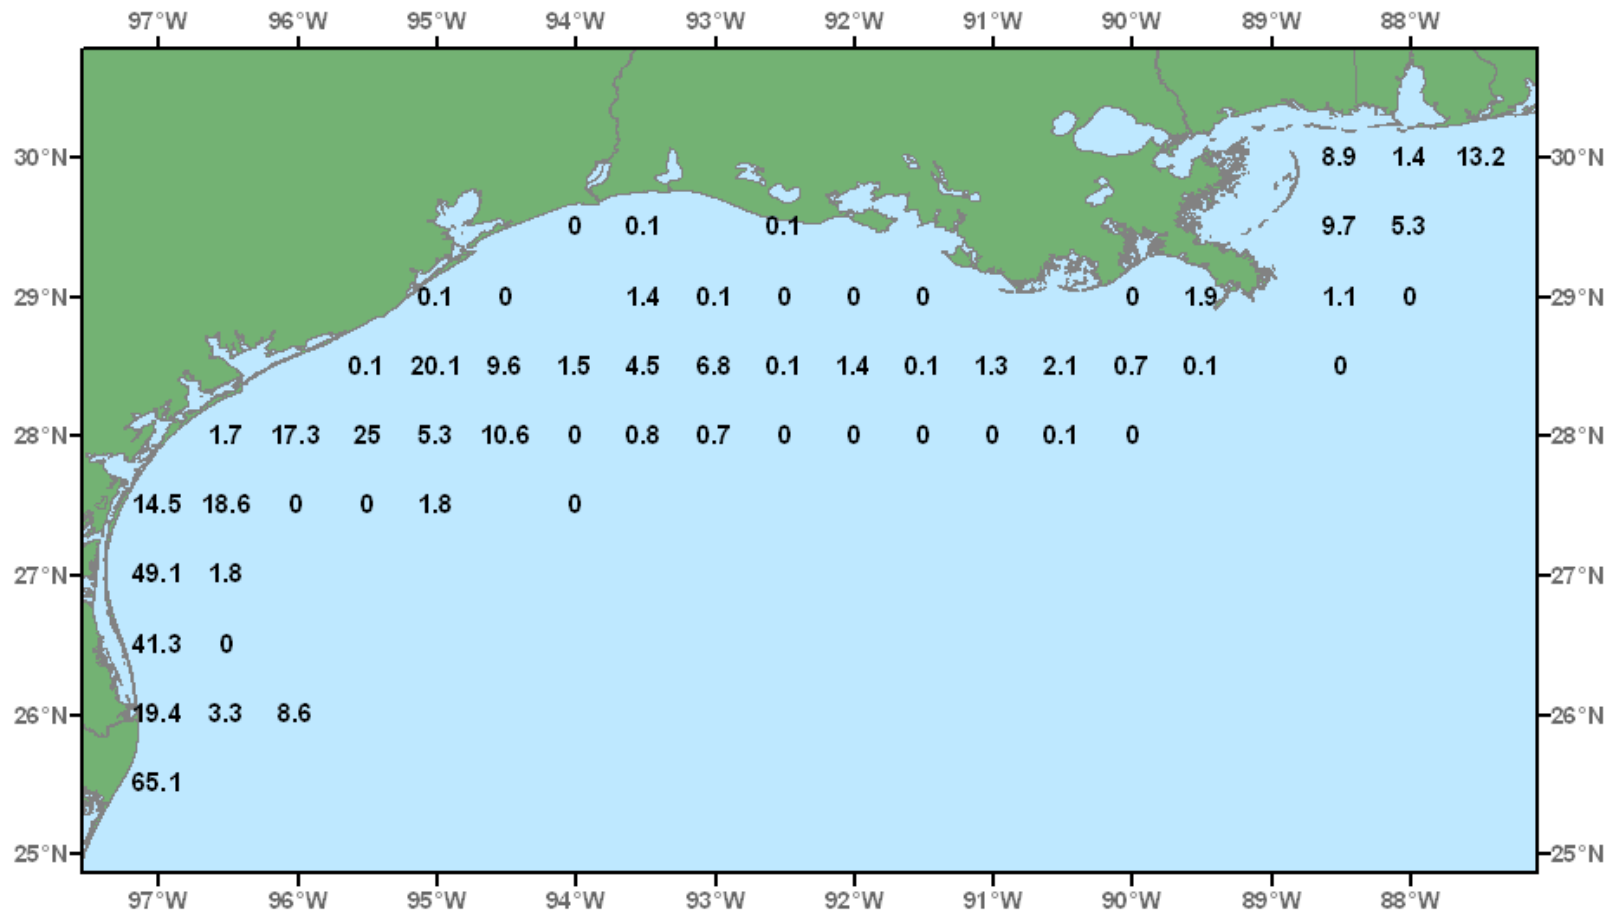 97°W 96°W 95°W 94°W 93°W 92°W 91°W 90°W 89°W 88°W
30°N 8.9 1.4 13.2 30°N
0 0.1 0.1 9.7 5.3
29°N 0.1 0 1.4 0.1 0 0 0 0 1.9 1.1 0 29°N
0.1 20.1 9.6 1.5 4.5 6.8 0.1 1.4 0.1 1.3 2.1 0.7 0.1 0
28°N 1.7 17.3 25 5.3 10.6 0 0.8 0.7 0 0 0 0 0.1 0 28°N
14.5 18.6 0 0 1.8 0
27°N 49.1 1.8 27°N
41.3 0
26°N 19.4 3.3 8.6 26°N
65.1
25°N 25°N
97°W 96°W 95°W 94°W 93°W 92°W 91°W 90°W 89°W 88°W